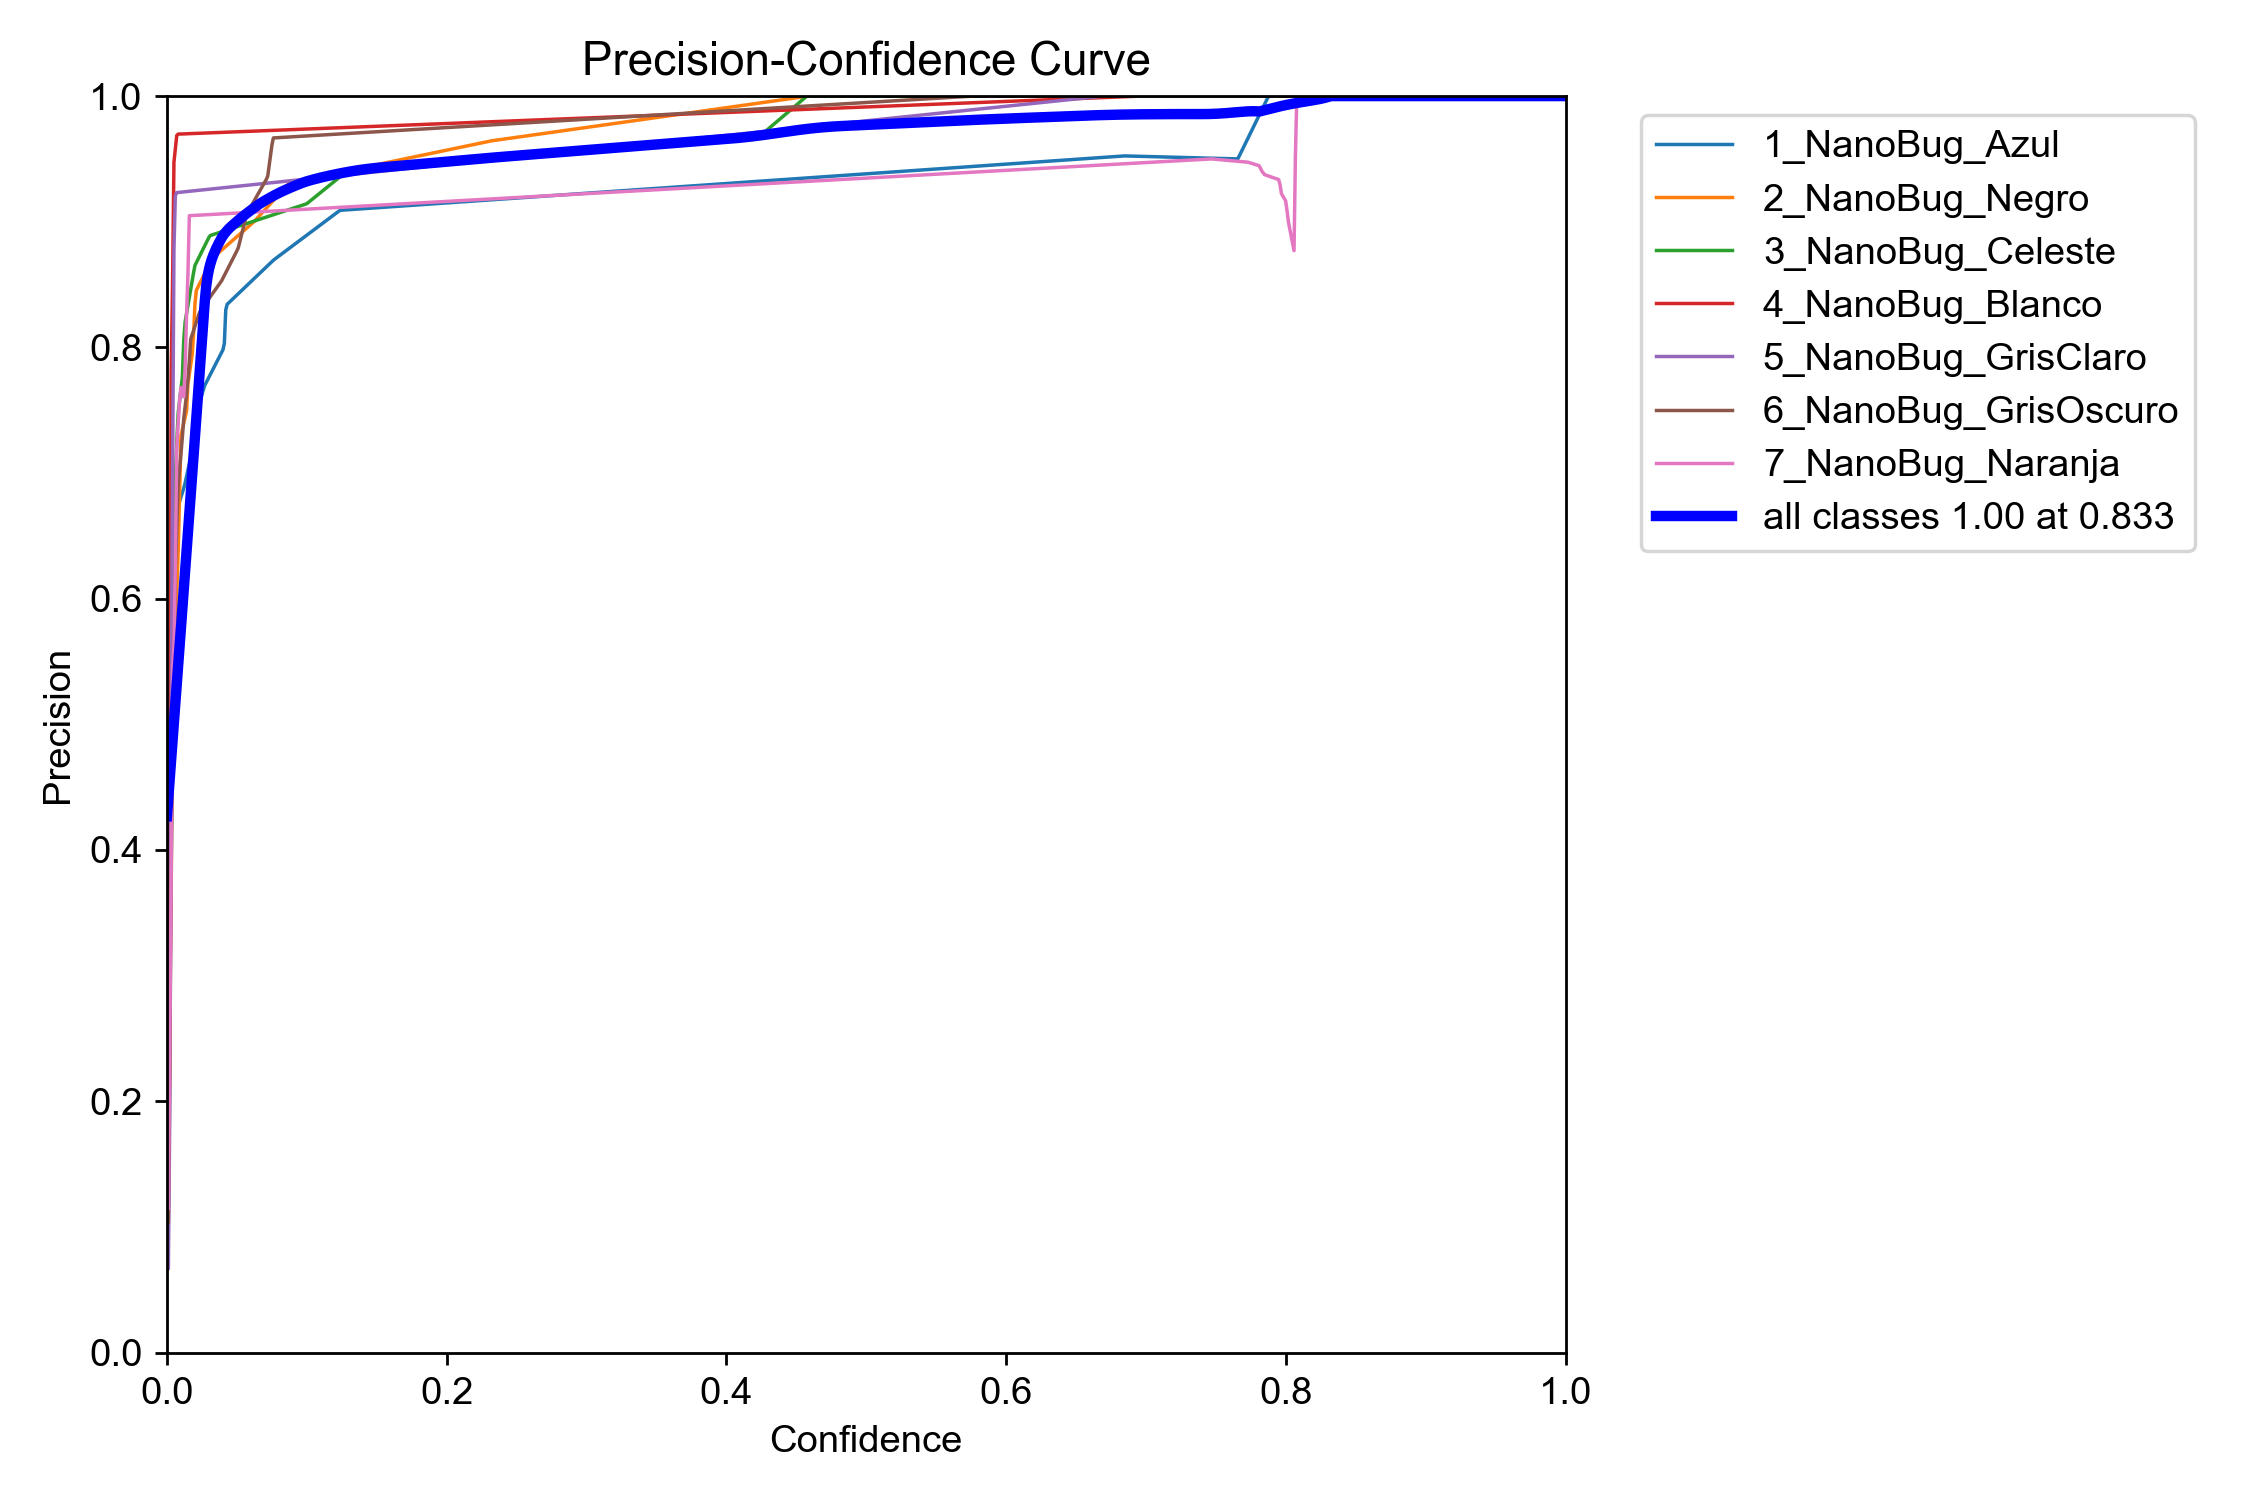 Precision-Confidence Curve
1.0
0.8
0.6
0.4
0.2
0.0
Precision
0.0 0.2 0.4 0.6 0.8 1.0
Confidence
1_NanoBug_Azul
2_NanoBug_Negro
3_NanoBug_Celeste
4_NanoBug_Blanco
5_NanoBug_GrisClaro
6_NanoBug_GrisOscuro
7_NanoBug_Naranja
all classes 1.00 at 0.833